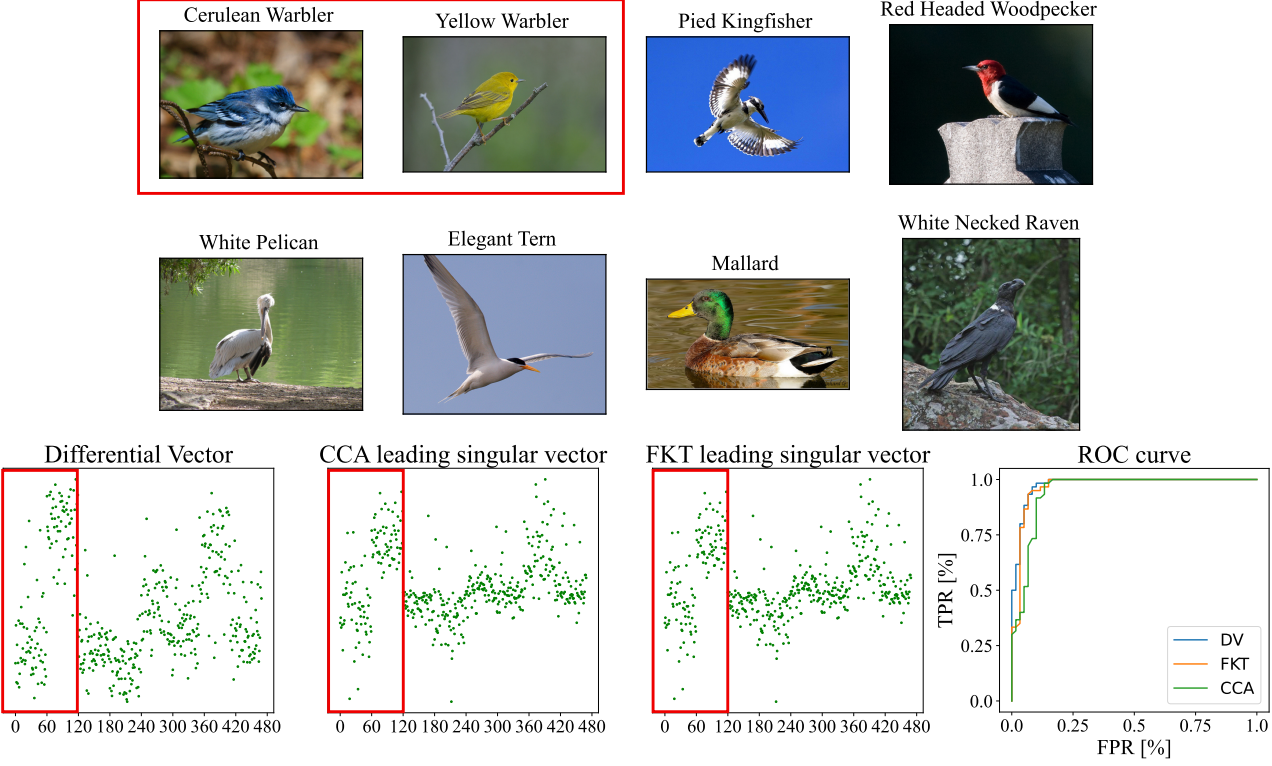 Cerulean Warbler
Yellow Warbler
Pied Kingfisher
Red Headed Woodpecker
White Pelican
Elegant Tern
Mallard
White Necked Raven
Differential Vector
0 60 120 180 240 300 360 420 480
CCA leading singular vector
0 60 120 180 240 300 360 420 480
FKT leading singular vector
0 60 120 180 240 300 360 420 480
ROC curve
TPR [%]
1.0
0.75
0.5
0.25
0.0
DV
FKT
CCA
0.0 0.25 0.5 0.75 1.0
FPR [%]